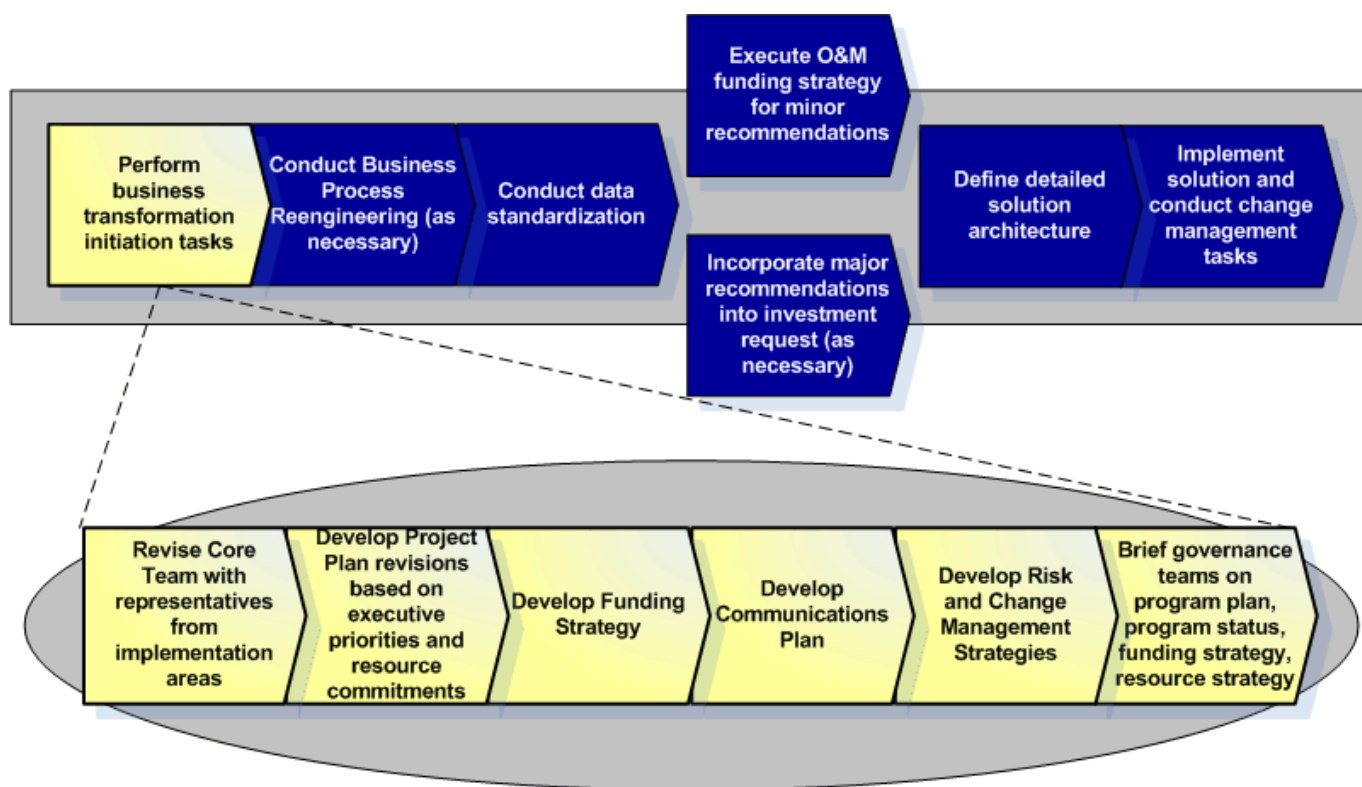 Perform
business
transformation
initiation tasks
Conduct Business
Process
Reengineering (as
necessary)
Conduct data
standardization
Execute O&M
funding strategy
for minor
recommendations
Incorporate major
recommendations
into investment
request (as
necessary)
Define detailed
solution
architecture
Implement
solution and
conduct change
management
tasks
Revise Core
Team with
representatives
from
implementation
areas
Develop Project
Plan revisions
based on
executive
priorities and
resource
commitments
Develop Funding
Strategy
Develop
Communications
Plan
Develop Risk
and Change
Management
Strategies
Brief governance
teams on
program plan,
program status,
funding strategy,
resource strategy